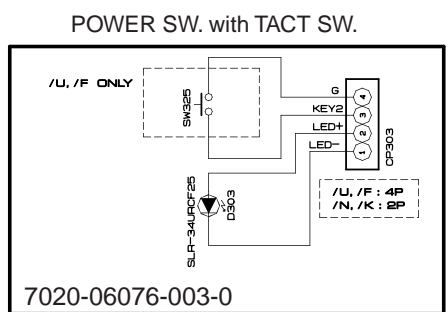 POWER SW. with TACT SW.
/U, /F ONLY
SW325
G
KEY2
LED+
LED-
4
3
2
1
CP303
SLR-34URCF25
D303
/U, /F : 4P
/N, /K : 2P
7020-06076-003-0